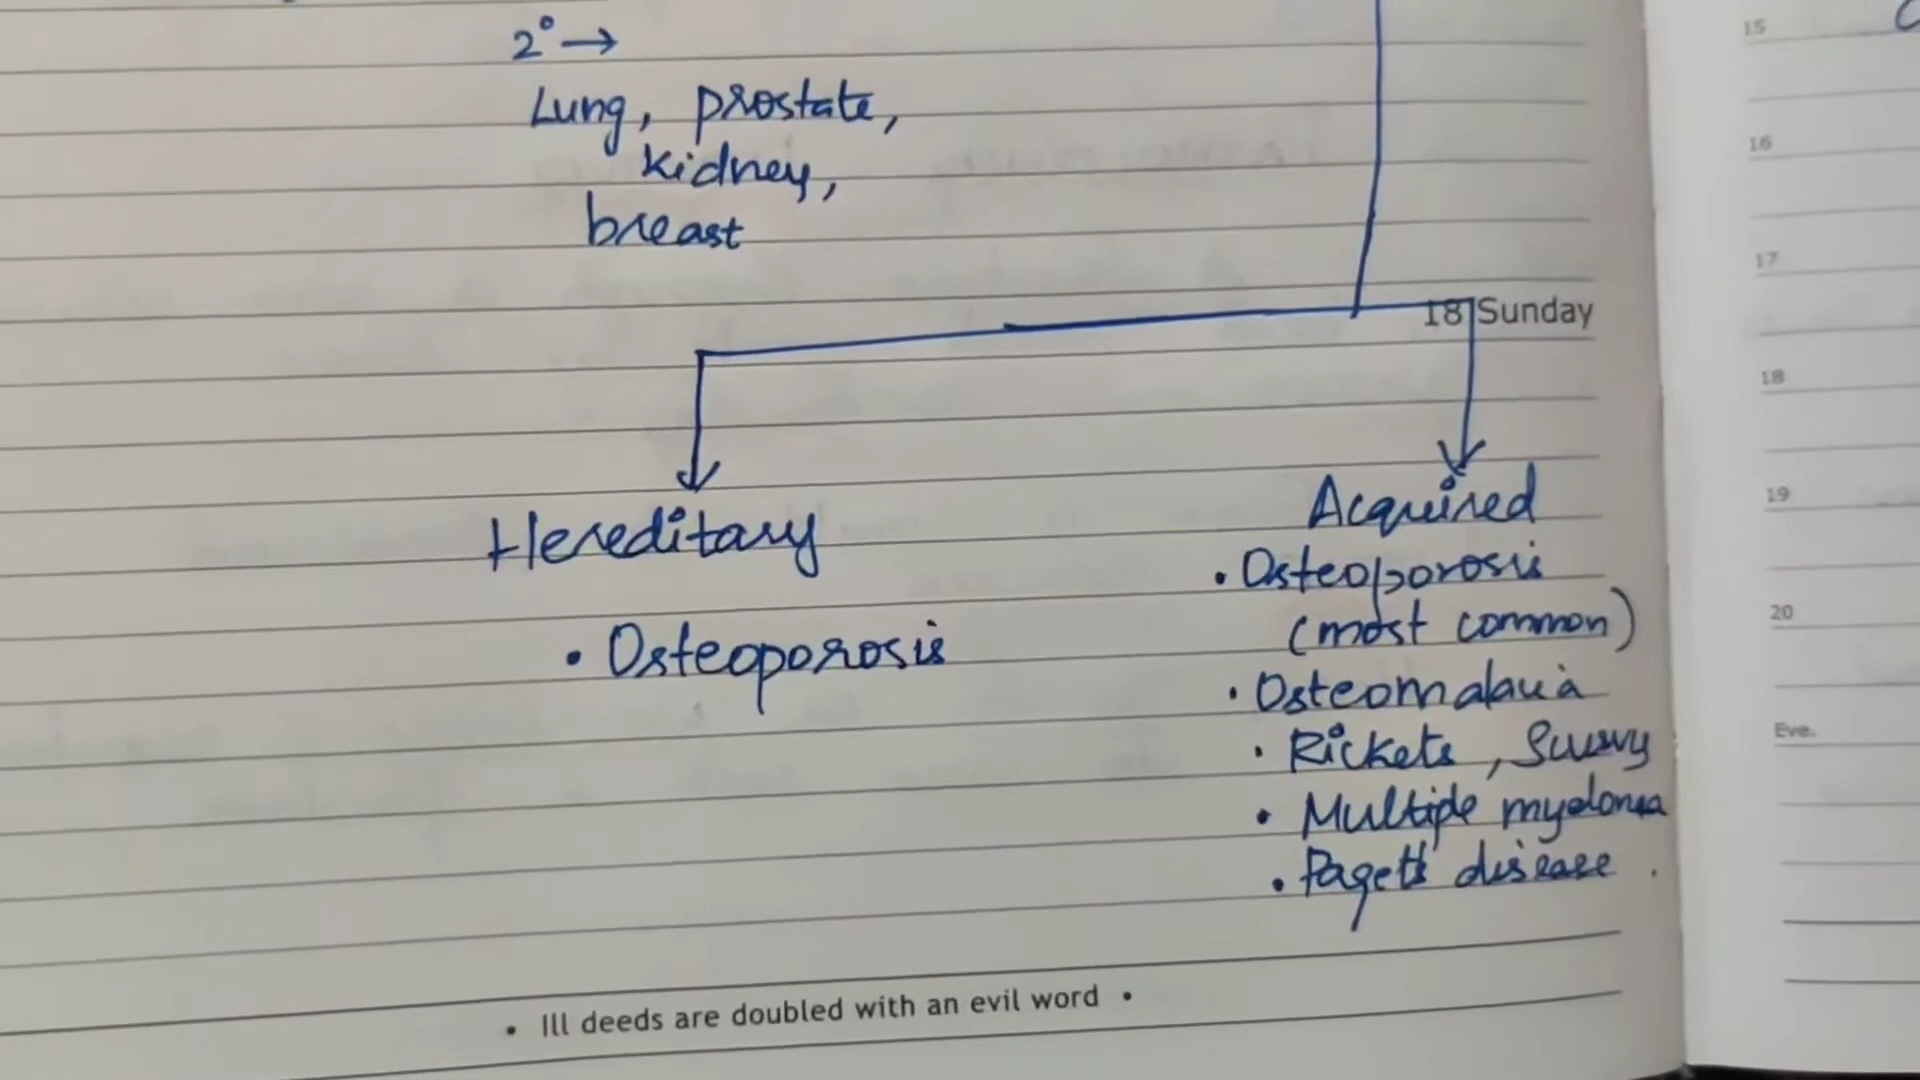 2° →
Lung, prostate,
kidney,
breast
18 Sunday
Hereditary
• Osteoporosis
Acquired
• Osteoporosis
(most common)
• Osteomalacia
• Rickets, Scurvy
• Multiple myeloma
• Paget's disease.
• Ill deeds are doubled with an evil word •
15
16
17
18
19
20
Eve.